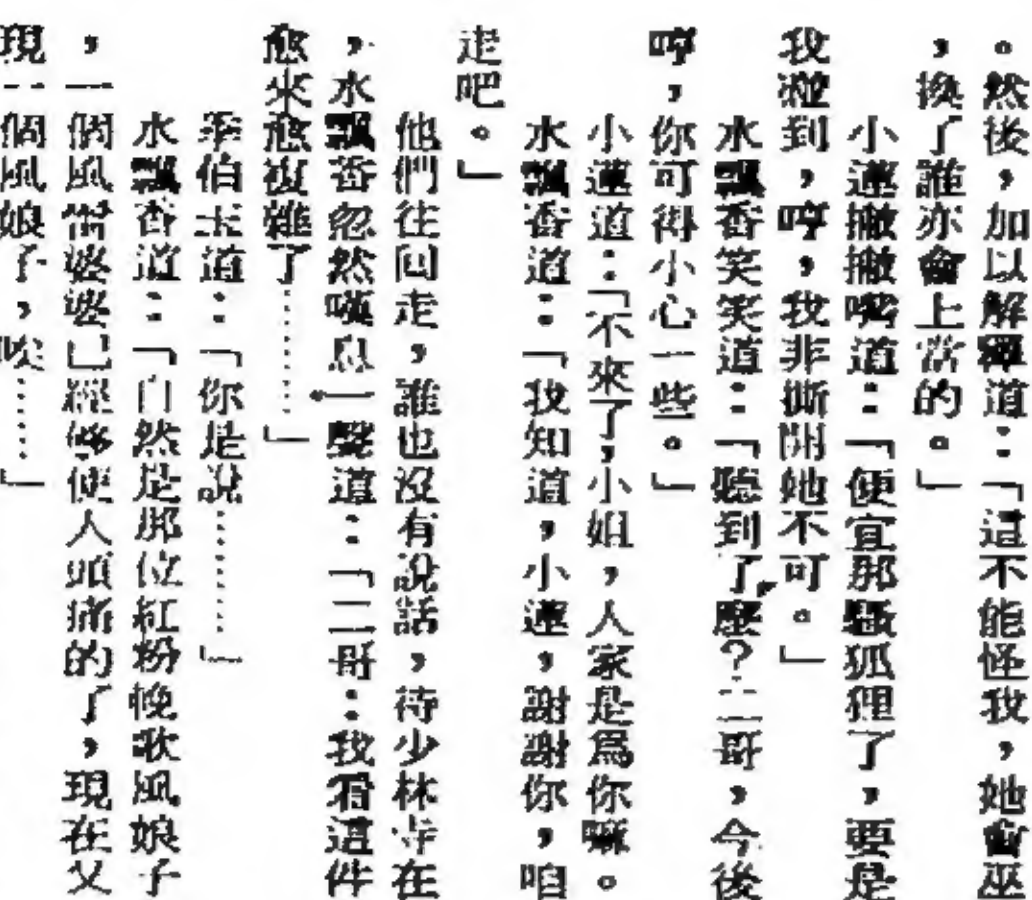 。然後，加以解釋道：「這不能怪我，她會巫
，換了誰亦會上當的。」
小蓮撇撇嘴道：「便宜那騷狐狸了，要是
我碰到，哼，我非撕開她不可。」
水飄香笑笑道：「聽到了麼？二哥，今後
哼，你可得小心一些。」
小蓮道：「不來了，小姐，人家是爲你嘛。
水飄香道：「我知道，小蓮，謝謝你，咱
走吧。」
他們往回走，誰也沒有說話，待少林寺在
，水飄香忽然嘆息一聲道：「二哥：我看這件
愈來愈複雜了……」
季伯玉道：「你是說……」
水飄香道：「自然是那位紅粉輓歌風娘子
，一個風婆婆已經够使人頭痛的了，現在又
現一個風娘子，唉……」